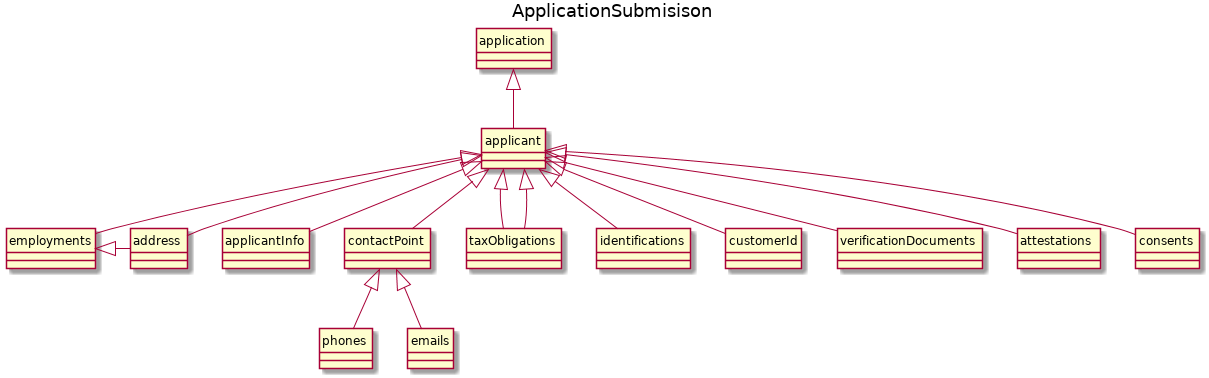 ApplicationSubmisison
application
applicant
employments
address
applicantInfo
contactPoint
taxObligations
identifications
customerId
verificationDocuments
attestations
consents
phones
emails